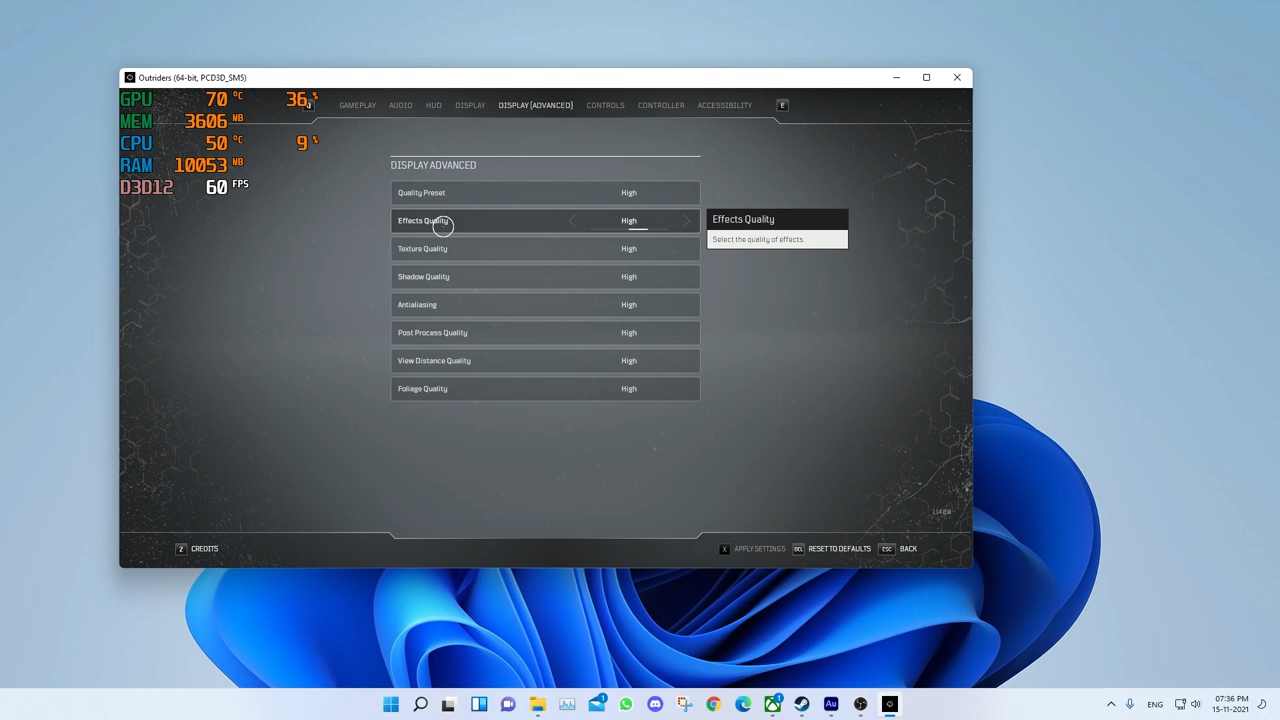 Outriders (64-bit, PCD3D_SM5)
GPU 70 °C 36 %
MEM 3606 MB
CPU 50 °C 9 %
RAM 10053 MB
D3D12 60 FPS
GAMEPLAY AUDIO HUD DISPLAY DISPLAY [ADVANCED] CONTROLS CONTROLLER ACCESSIBILITY E
DISPLAY ADVANCED
Quality Preset High
Effects Quality High
Texture Quality High
Shadow Quality High
Antialiasing High
Post Process Quality High
View Distance Quality High
Foliage Quality High
Effects Quality
Select the quality of effects.
Z CREDITS
X APPLY SETTINGS DEL RESET TO DEFAULTS ESC BACK
1
1
Au
ENG
07:36 PM
15-11-2021